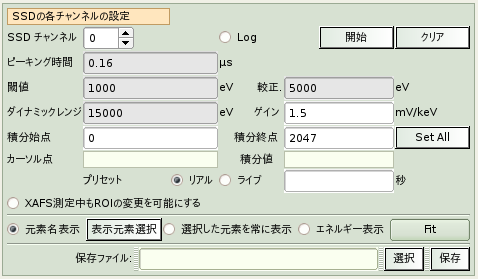 SSDの各チャンネルの設定
SSD チャンネル 0 Log 開始 クリア
ピーキング時間 0.16 µs
閾値 1000 eV 較正. 5000 eV
ダイナミックレンジ 15000 eV ゲイン 1.5 mV/keV
積分始点 0 積分終点 2047 Set All
カーソル点 積分値
プリセット リアル ライブ 秒
XAFS測定中もROIの変更を可能にする
元素名表示 表示元素選択 選択した元素を常に表示 エネルギー表示 Fit
保存ファイル: 選択 保存